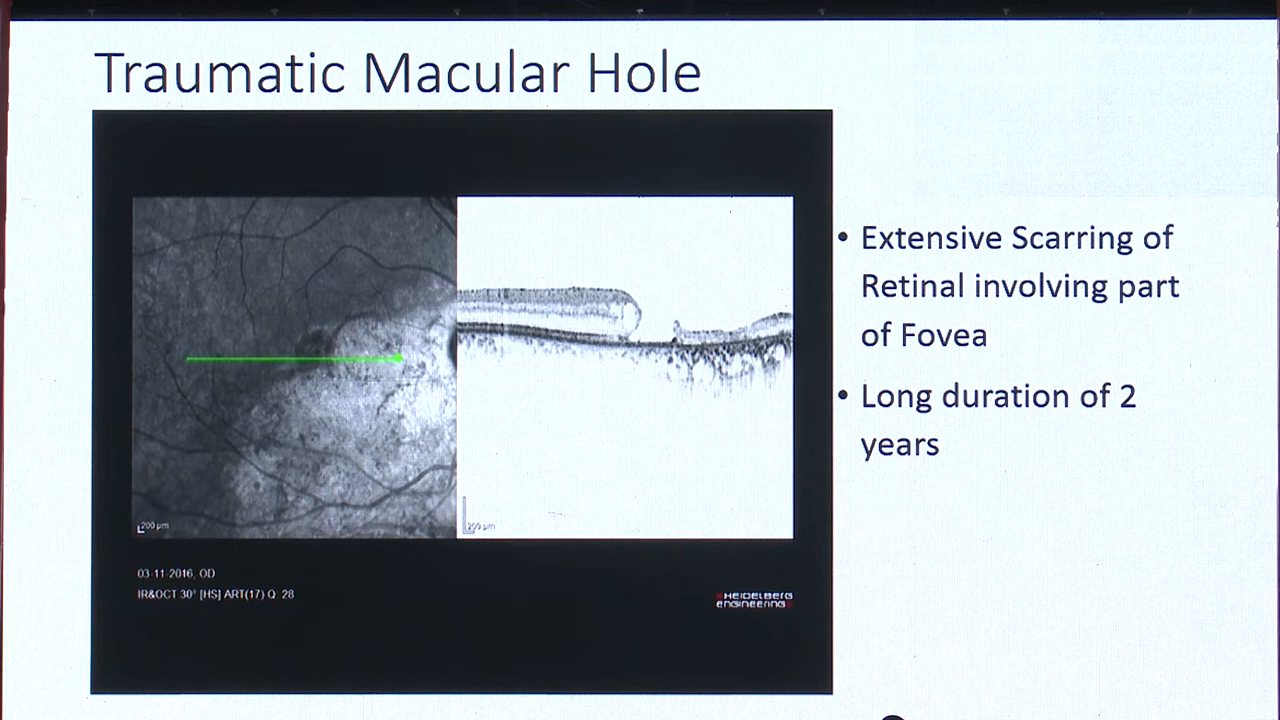 Traumatic Macular Hole
• Extensive Scarring of
Retinal involving part
of Fovea
• Long duration of 2
years
200 µm
200 µm
03-11-2016, OD
IR&OCT 30° [HS] ART(17) Q: 28
HEIDELBERG
ENGINEERING